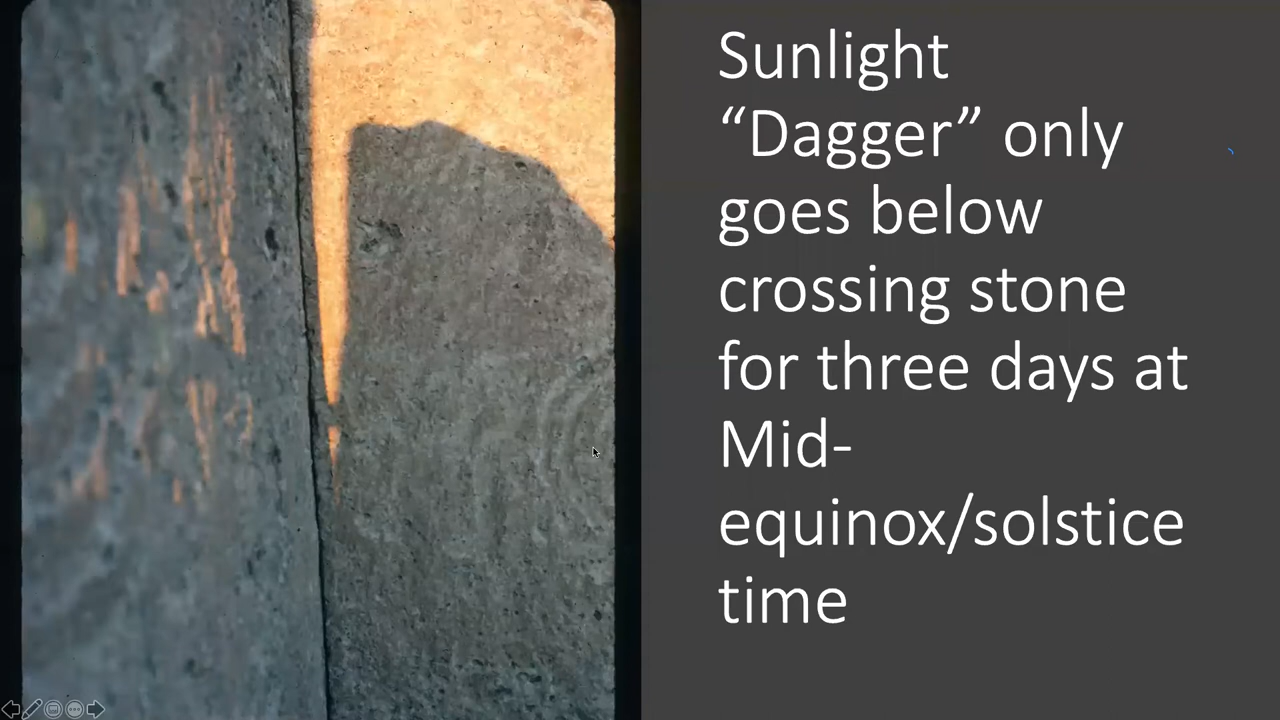 Sunlight
“Dagger” only
goes below
crossing stone
for three days at
Mid-
equinox/solstice
time